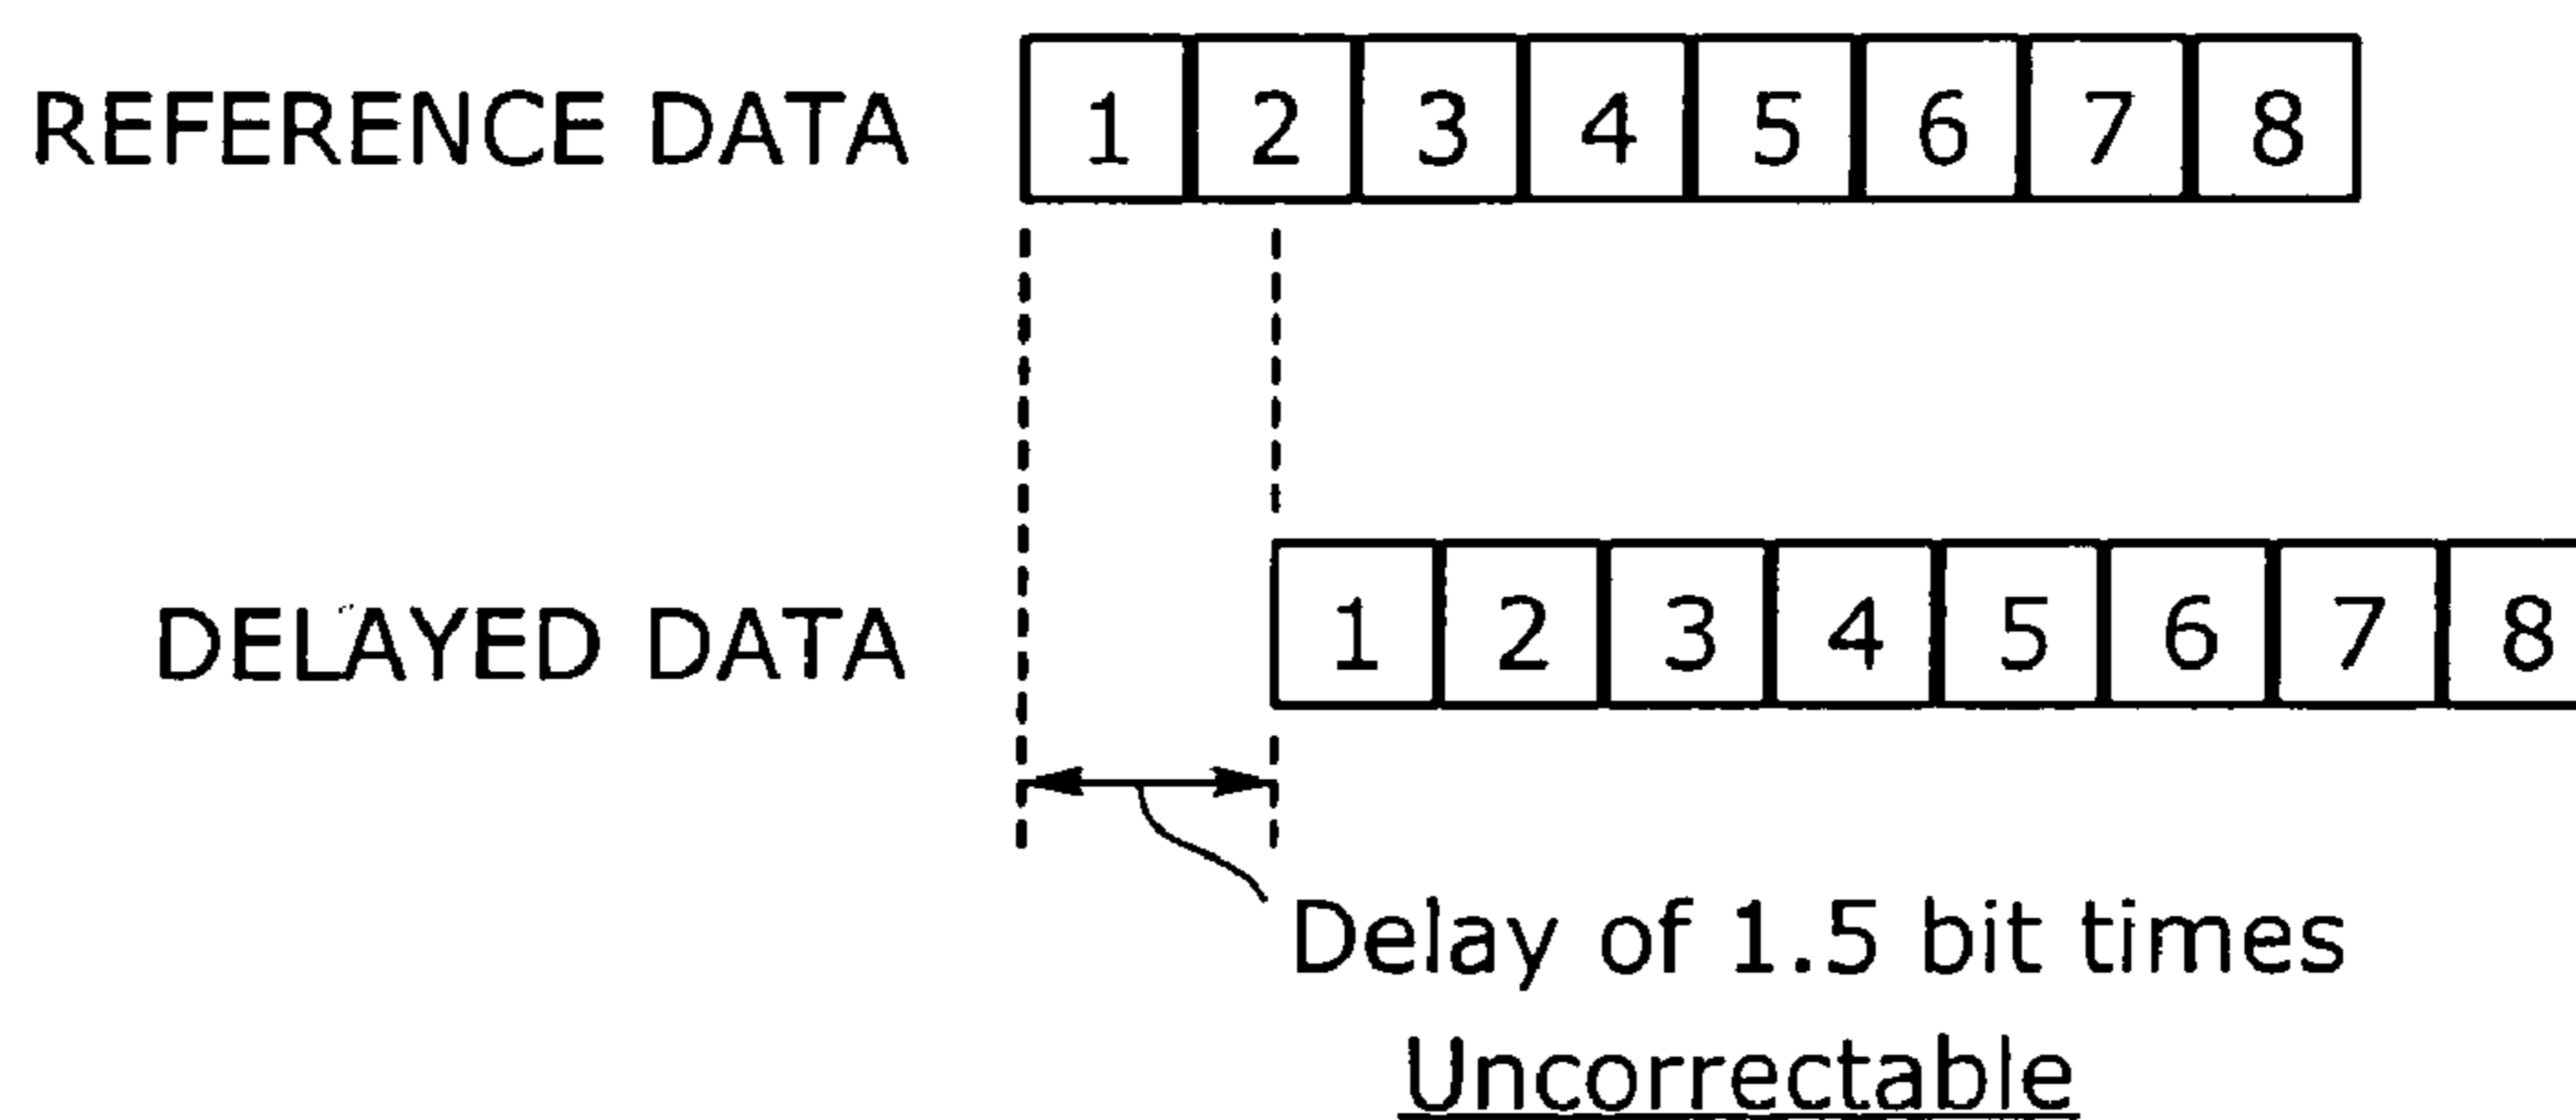 REFERENCE DATA 1 2 3 4 5 6 7 8
DELAYED DATA 1 2 3 4 5 6 7 8
Delay of 1.5 bit times
Uncorrectable